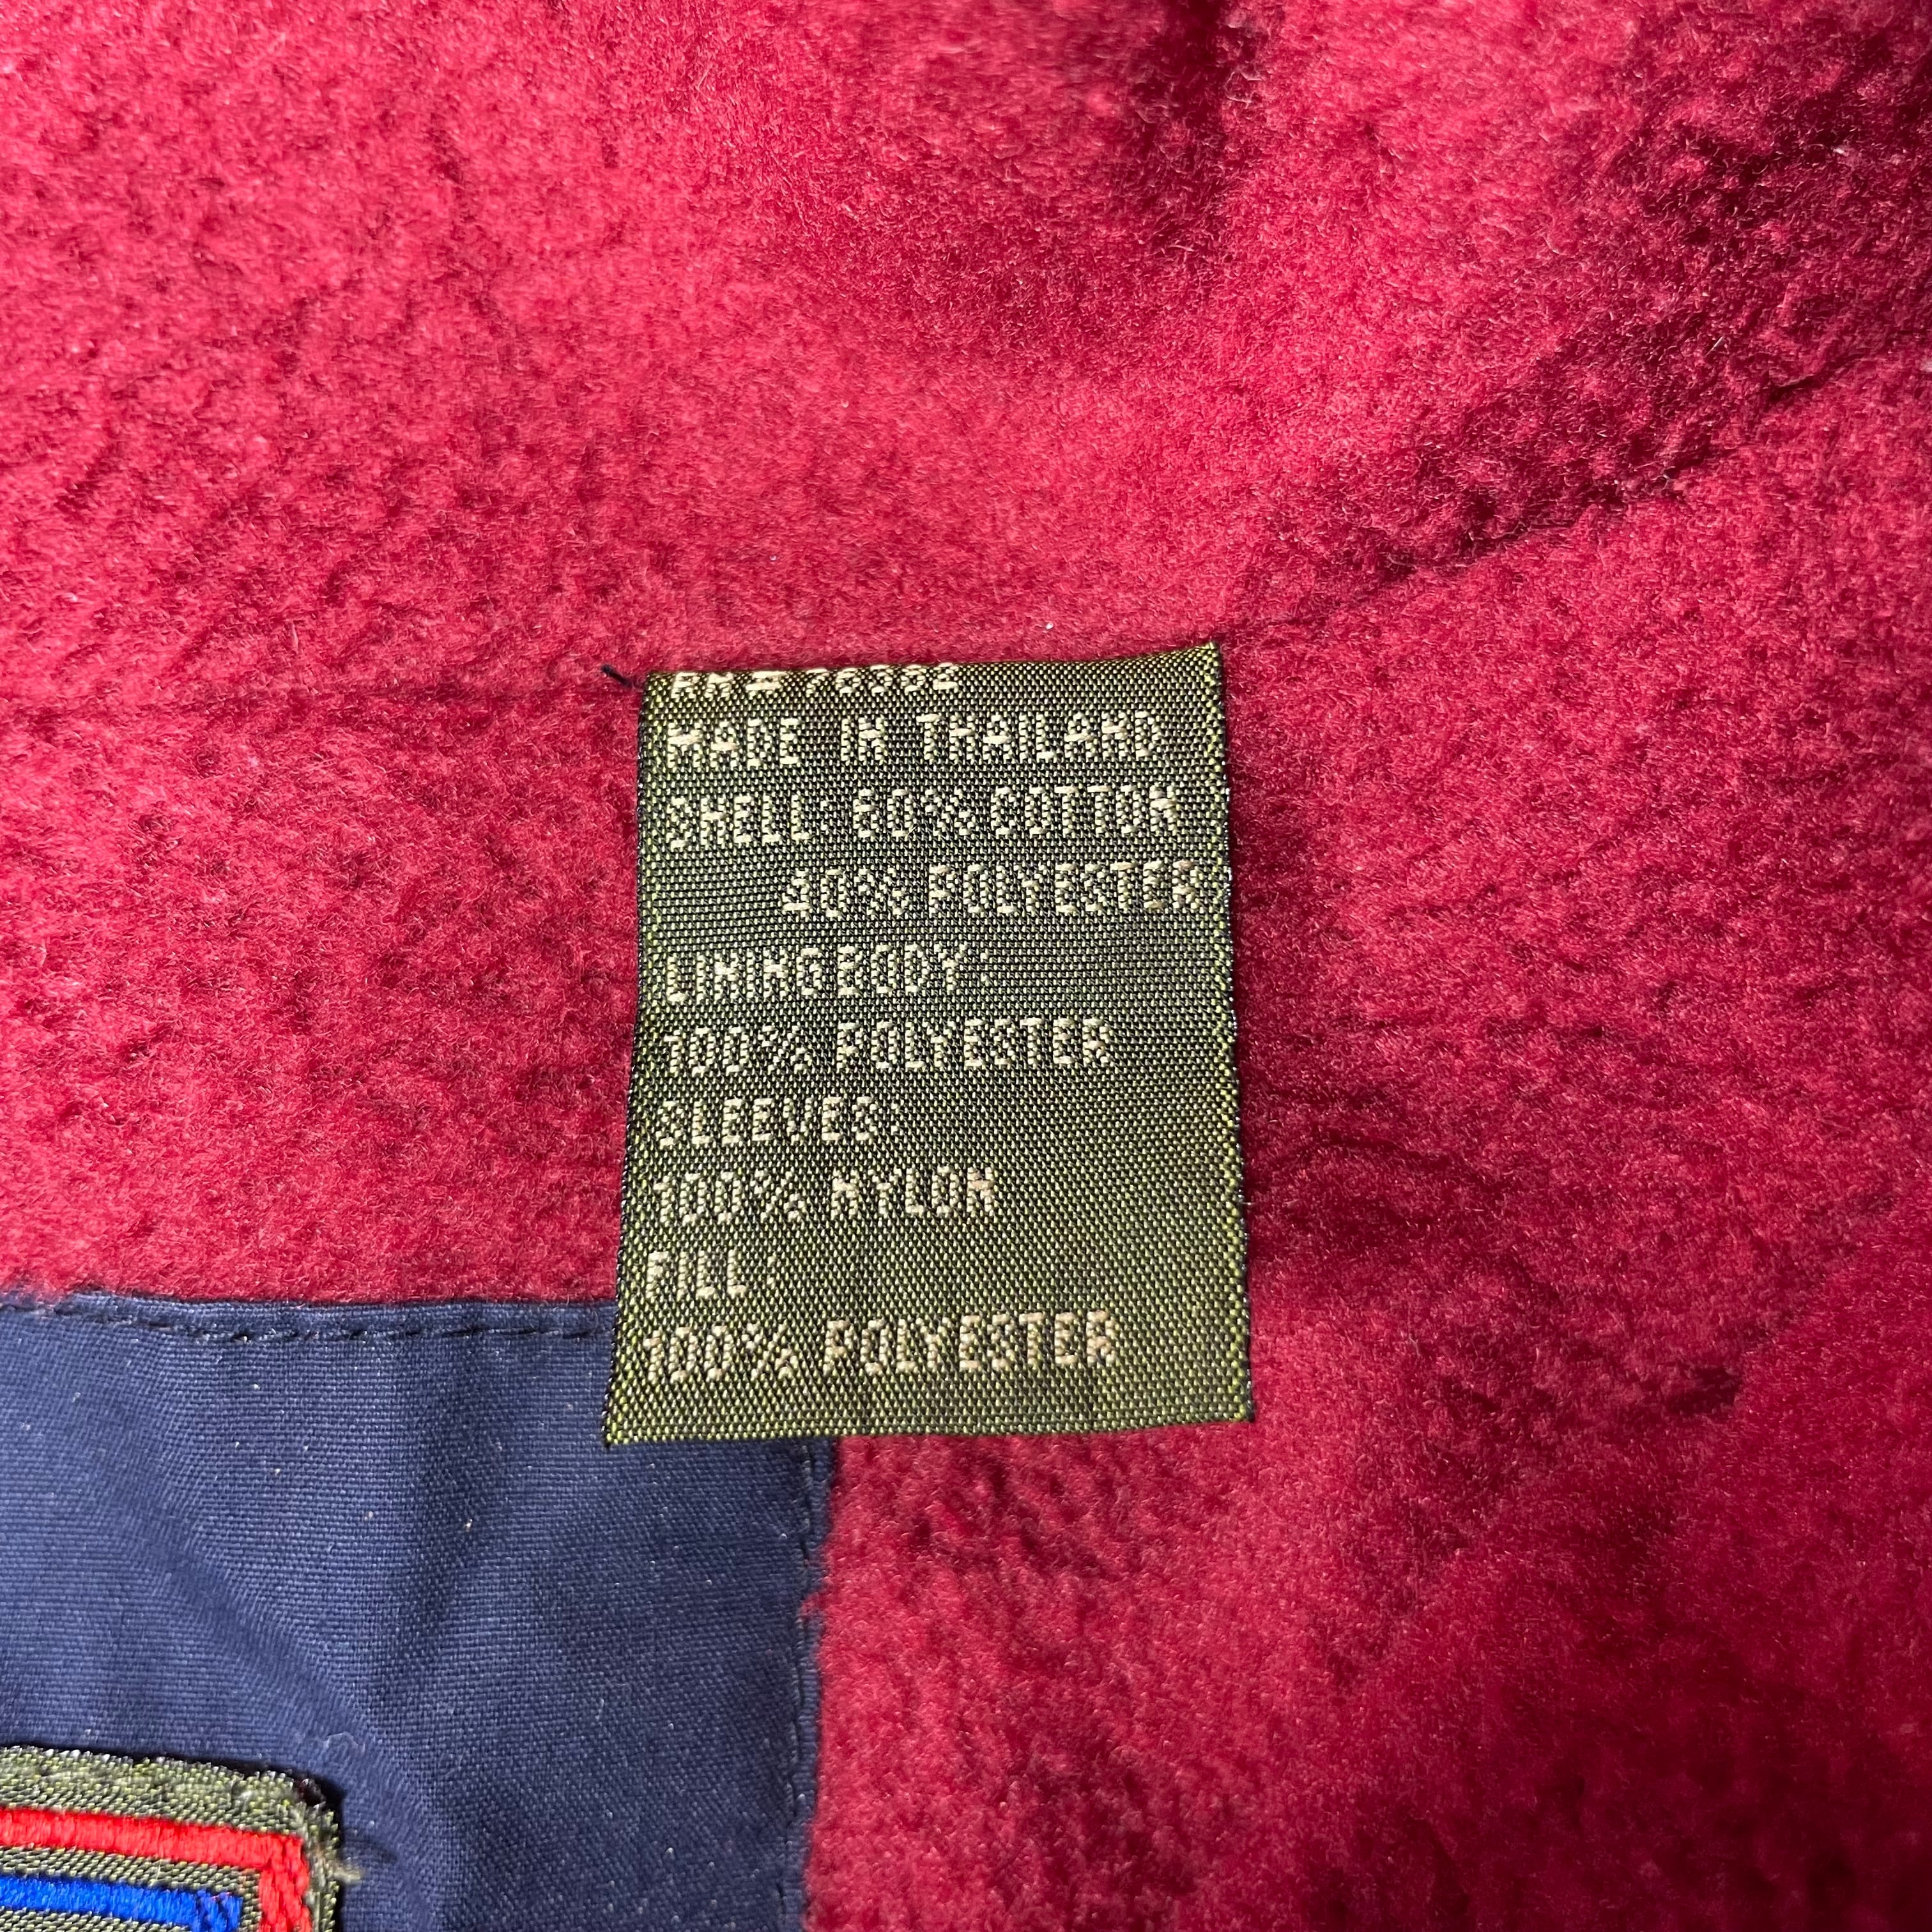 MADE IN THAILAND
SHELL: 60% COTTON
40% POLYESTER
LINING BODY:
100% POLYESTER
SLEEVES:
100% NYLON
FILL:
100% POLYESTER